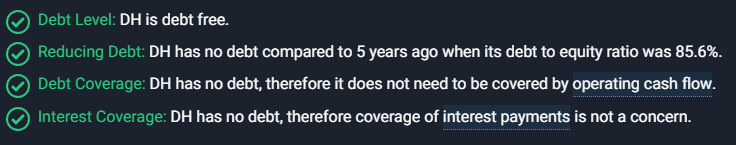 Debt Level: DH is debt free.
Reducing Debt: DH has no debt compared to 5 years ago when its debt to equity ratio was 85.6%.
Debt Coverage: DH has no debt, therefore it does not need to be covered by operating cash flow.
Interest Coverage: DH has no debt, therefore coverage of interest payments is not a concern.